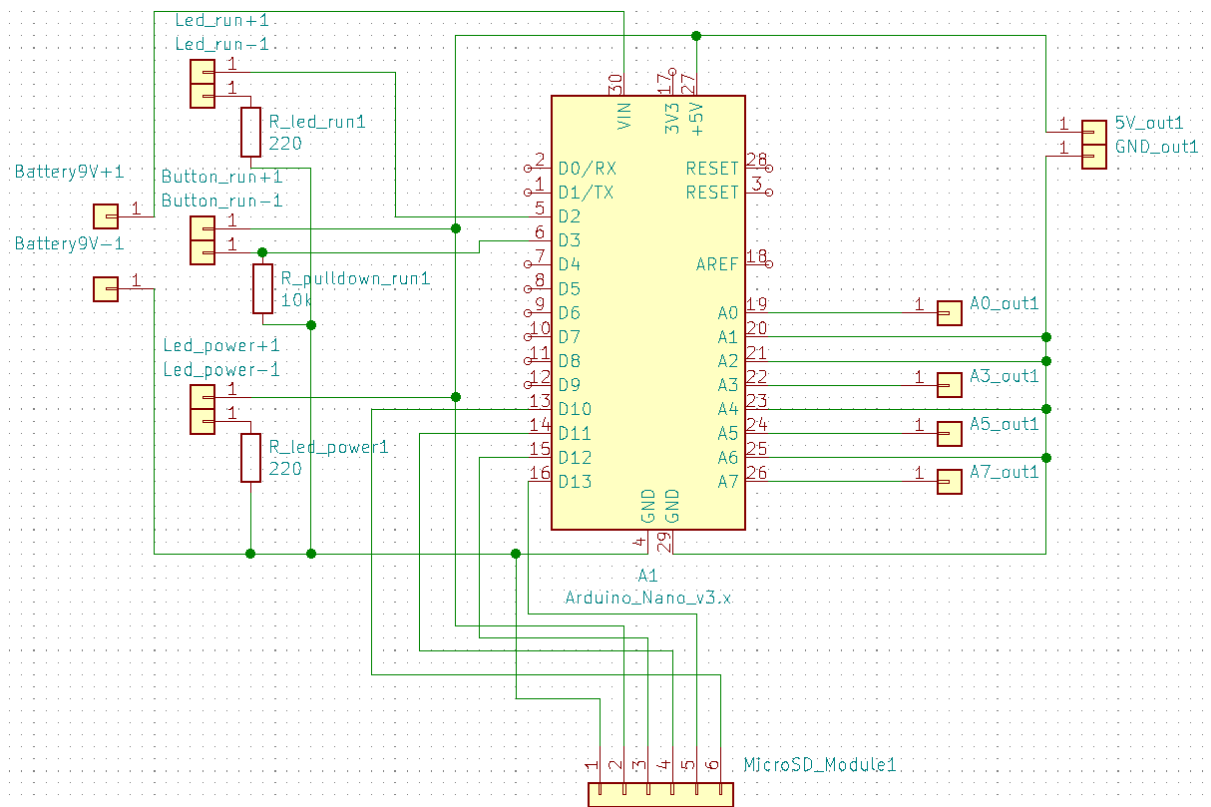 Led_run+1
Led_run-1
1
1
R_led_run1
220
Battery9V+1
1
Battery9V-1
1
Button_run+1
Button_run-1
1
1
R_pulldown_run1
10k
Led_power+1
Led_power-1
1
1
R_led_power1
220
30
17
27
VIN
3V3
+5V
2 D0/RX
1 D1/TX
5 D2
6 D3
7 D4
8 D5
9 D6
10 D7
11 D8
12 D9
13 D10
14 D11
15 D12
16 D13
RESET 28
RESET 3
AREF 18
A0 19
A1 20
A2 21
A3 22
A4 23
A5 24
A6 25
A7 26
GND
GND
4
29
A1
Arduino_Nano_v3.x
1 5V_out1
1 GND_out1
1 A0_out1
1 A3_out1
1 A5_out1
1 A7_out1
1 2 3 4 5 6
MicroSD_Module1